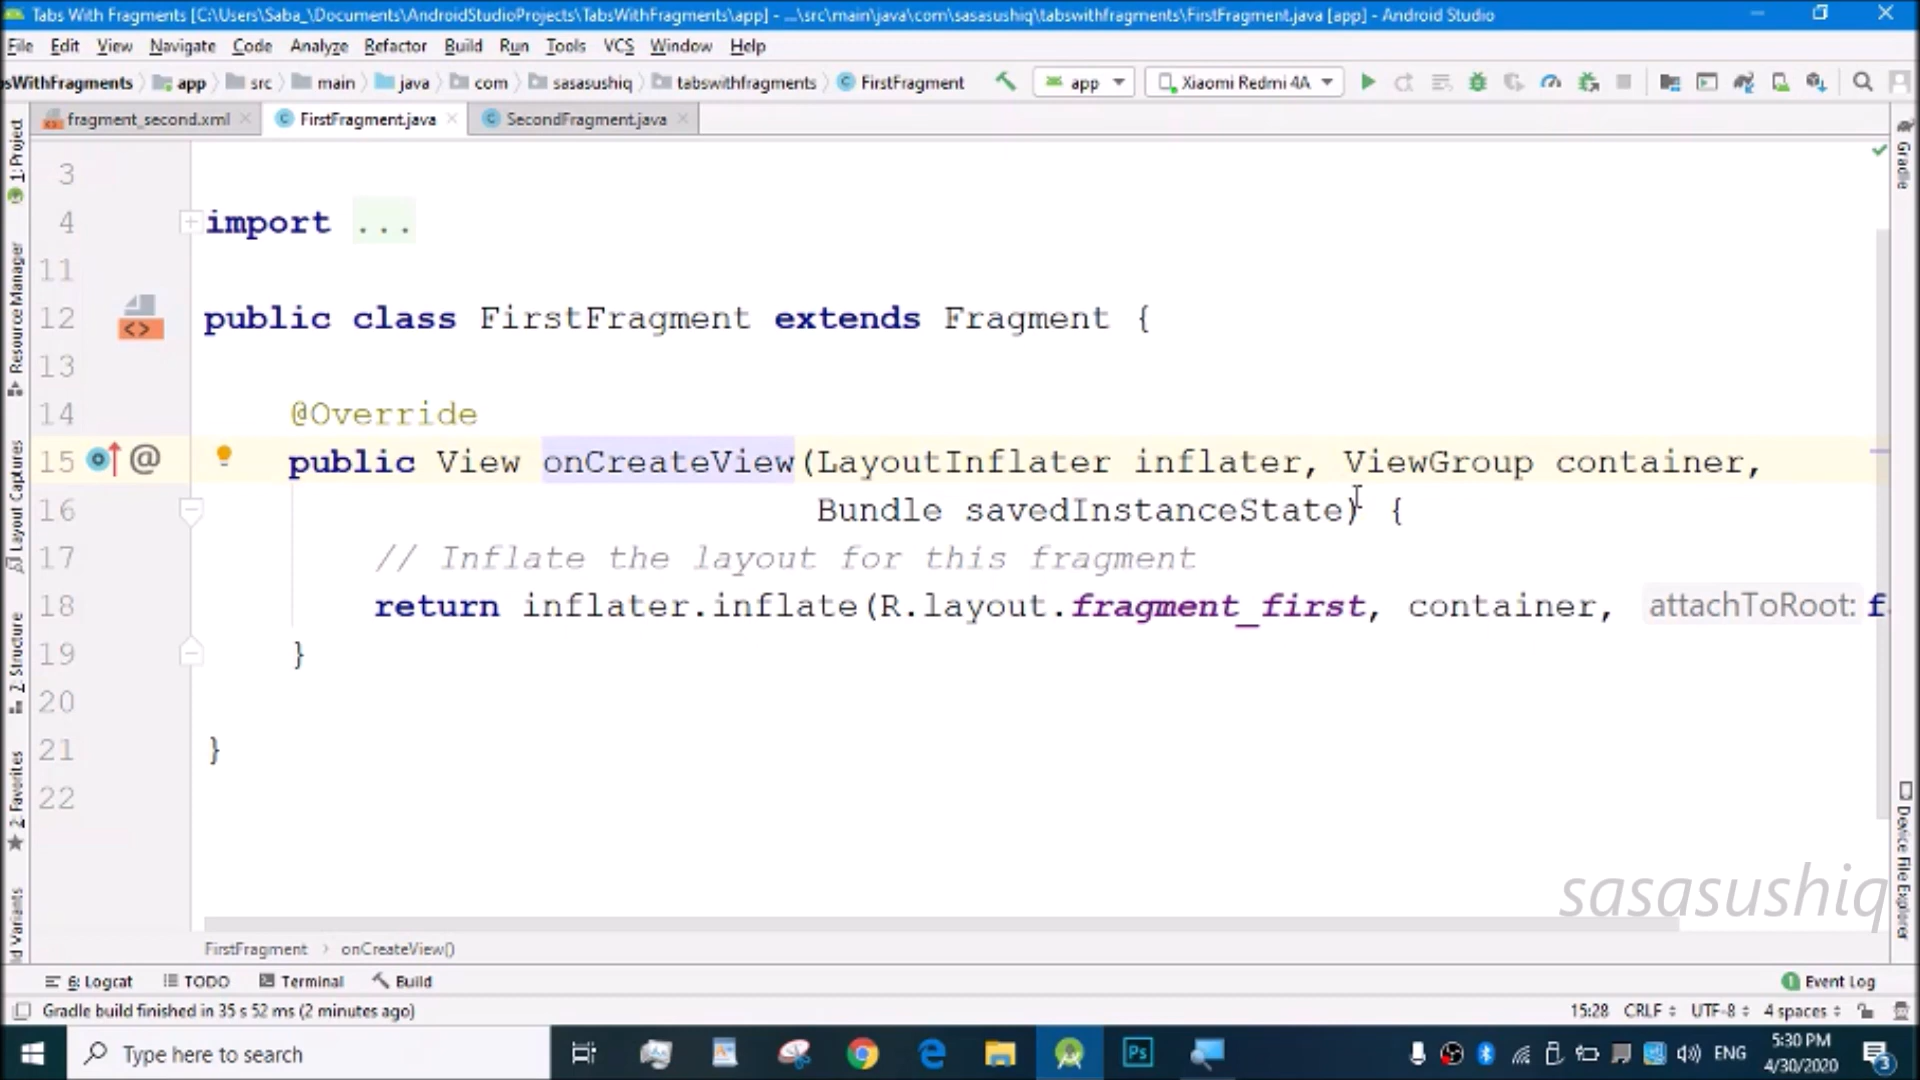 Tabs With Fragments [C:\Users\Saba_\Documents\AndroidStudioProjects\TabsWithFragments\app] - ...\src\main\java\com\sasasushiq\tabswithfragments\FirstFragment.java [app] - Android Studio
File Edit View Navigate Code Analyze Refactor Build Run Tools VCS Window Help
sWithFragments app src main java com sasasushiq tabswithfragments FirstFragment app Xiaomi Redmi 4A
fragment_second.xml FirstFragment.java SecondFragment.java
1: Project
Resource Manager
Layout Captures
7: Structure
2: Favorites
ld Variants
Gradle
Device File Explorer
3
4 import ...
11
12 public class FirstFragment extends Fragment {
13
14 @Override
15 @ public View onCreateView(LayoutInflater inflater, ViewGroup container,
16 Bundle savedInstanceState) {
17 // Inflate the layout for this fragment
18 return inflater.inflate(R.layout.fragment_first, container, attachToRoot: f
19 }
20
21 }
22
sasasushiq
FirstFragment › onCreateView()
6: Logcat TODO Terminal Build Event Log
Gradle build finished in 35 s 52 ms (2 minutes ago) 15:28 CRLF UTF-8 4 spaces
Type here to search Ps ENG 5:30 PM
4/30/2020 3